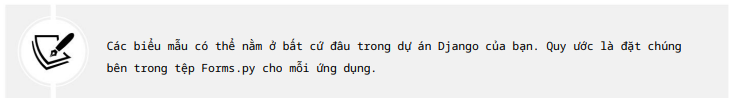 Các biểu mẫu có thể nằm ở bất cứ đâu trong dự án Django của bạn. Quy ước là đặt chúng
bên trong tệp Forms.py cho mỗi ứng dụng.